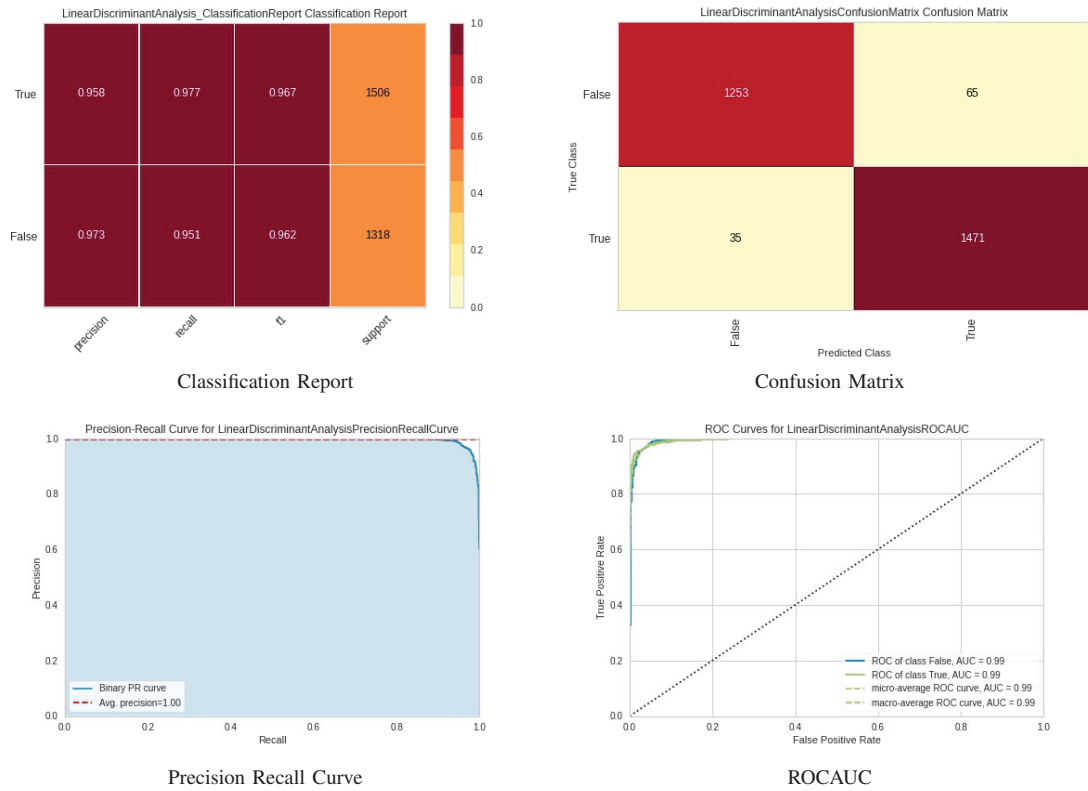 LinearDiscriminantAnalysis_ClassificationReport Classification Report
True 0.958 0.977 0.967 1506
False 0.973 0.951 0.962 1318
precision recall f1 support
1.0
0.8
0.6
0.4
0.2
0.0
Classification Report
LinearDiscriminantAnalysisConfusionMatrix Confusion Matrix
True Class
False 1253 65
True 35 1471
False True
Predicted Class
Confusion Matrix
Precision-Recall Curve for LinearDiscriminantAnalysisPrecisionRecallCurve
Precision
1.0
0.8
0.6
0.4
0.2
0.0
Binary PR curve
Avg. precision=1.00
0.0 0.2 0.4 0.6 0.8 1.0
Recall
Precision Recall Curve
ROC Curves for LinearDiscriminantAnalysisROCAUC
True Positive Rate
1.0
0.8
0.6
0.4
0.2
0.0
ROC of class False, AUC = 0.99
ROC of class True, AUC = 0.99
micro-average ROC curve, AUC = 0.99
macro-average ROC curve, AUC = 0.99
0.0 0.2 0.4 0.6 0.8 1.0
False Positive Rate
ROCAUC